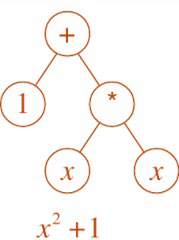 +
1 *
x x
x² + 1